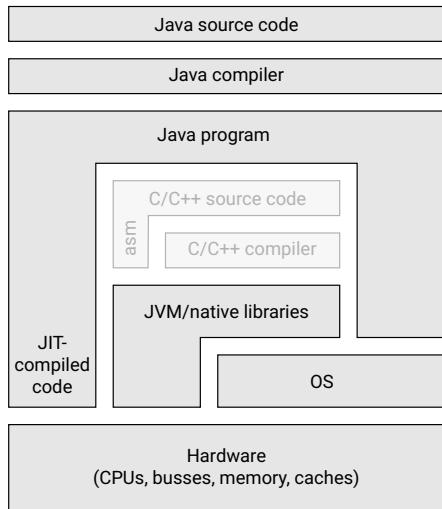 Java source code
Java compiler
Java program
C/C++ source code
asm
C/C++ compiler
JVM/native libraries
JIT-
compiled
code
OS
Hardware
(CPUs, busses, memory, caches)